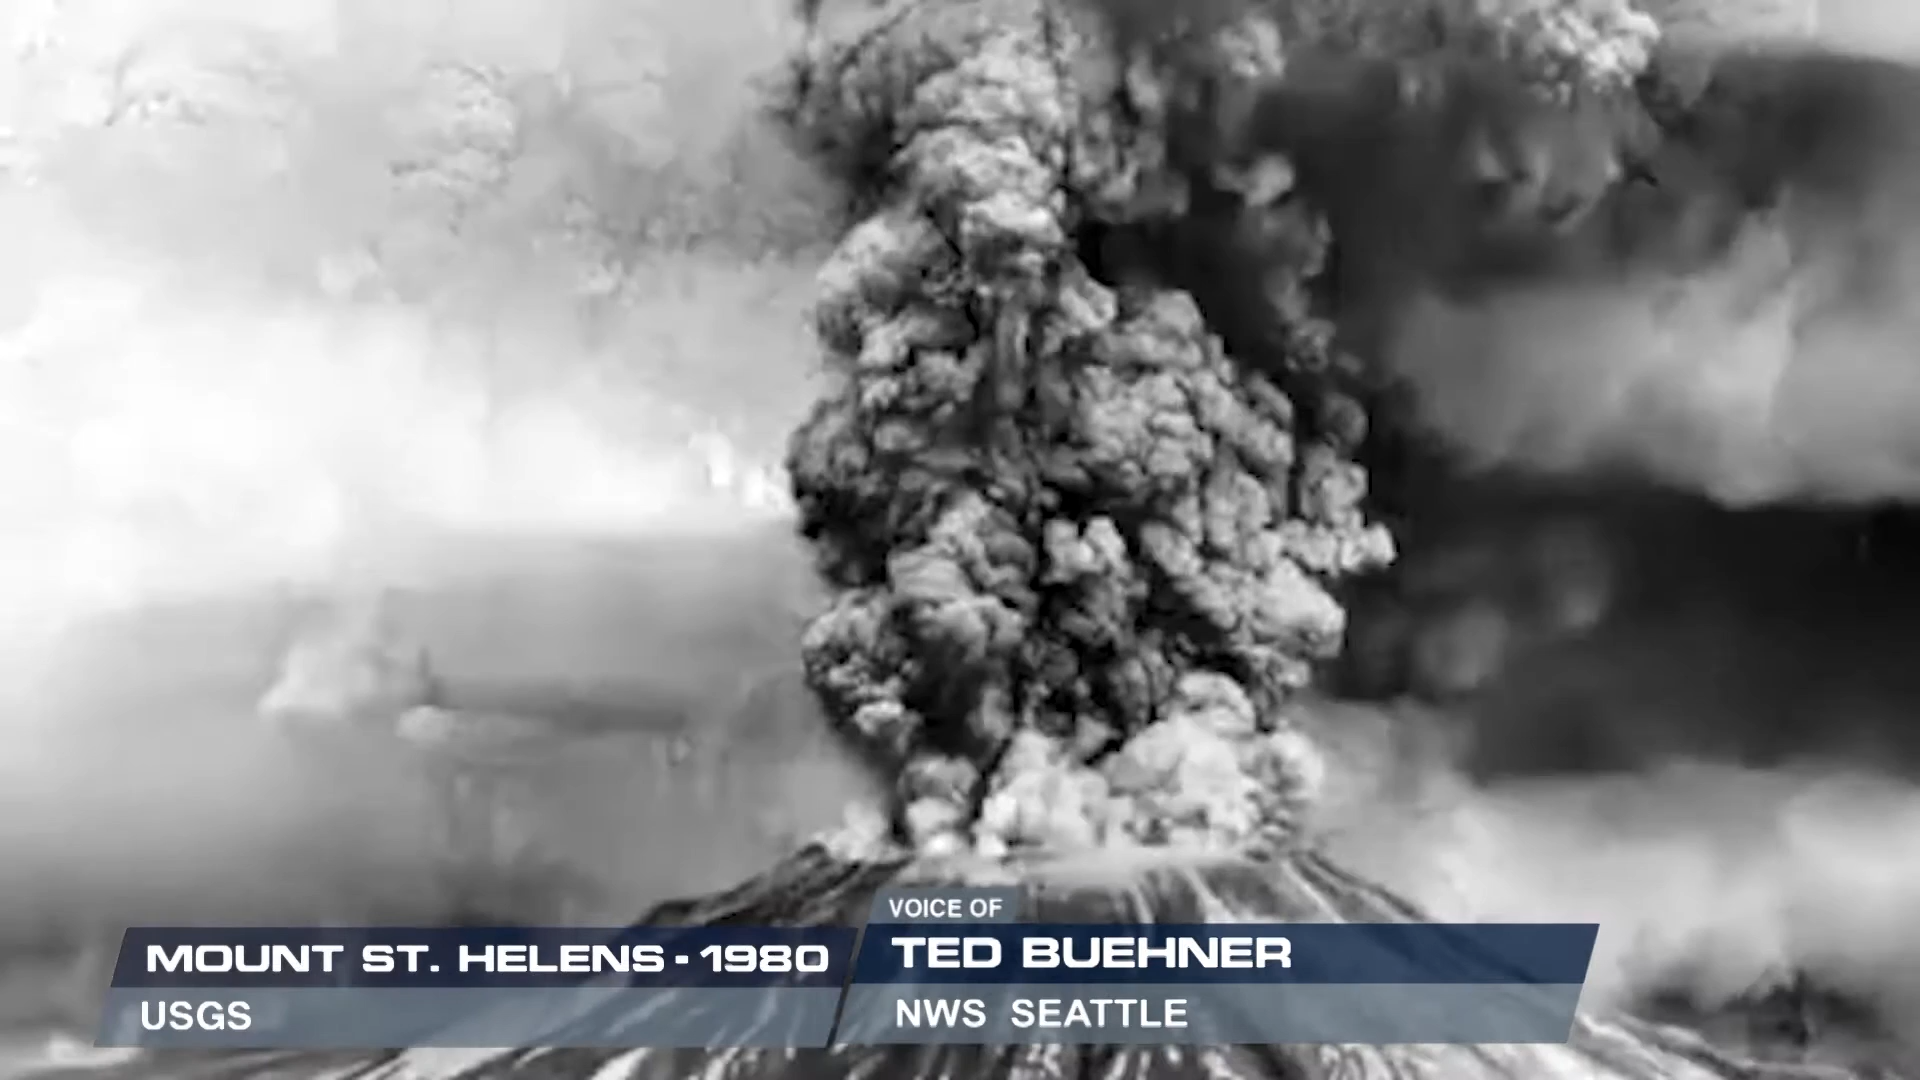 MOUNT ST. HELENS - 1980
USGS
VOICE OF
TED BUEHNER
NWS SEATTLE